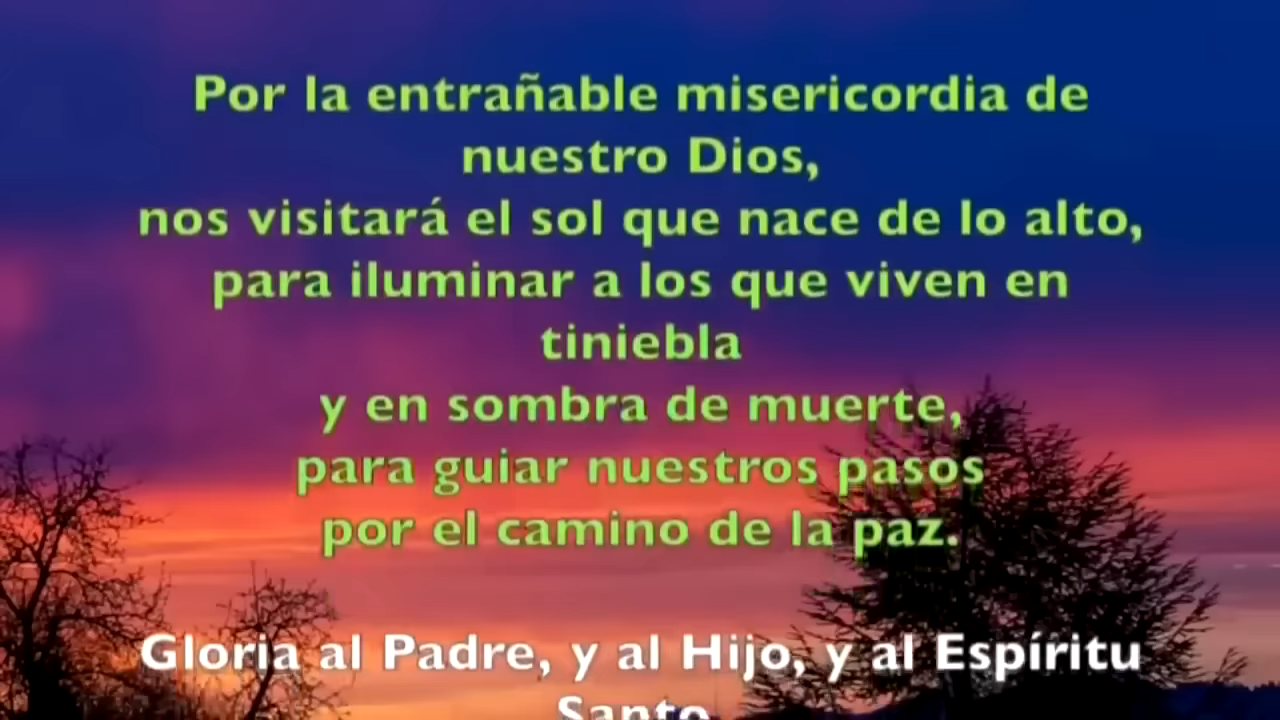 Por la entrañable misericordia de
nuestro Dios,
nos visitará el sol que nace de lo alto,
para iluminar a los que viven en
tiniebla
y en sombra de muerte,
para guiar nuestros pasos
por el camino de la paz.
Gloria al Padre, y al Hijo, y al Espíritu
Santo